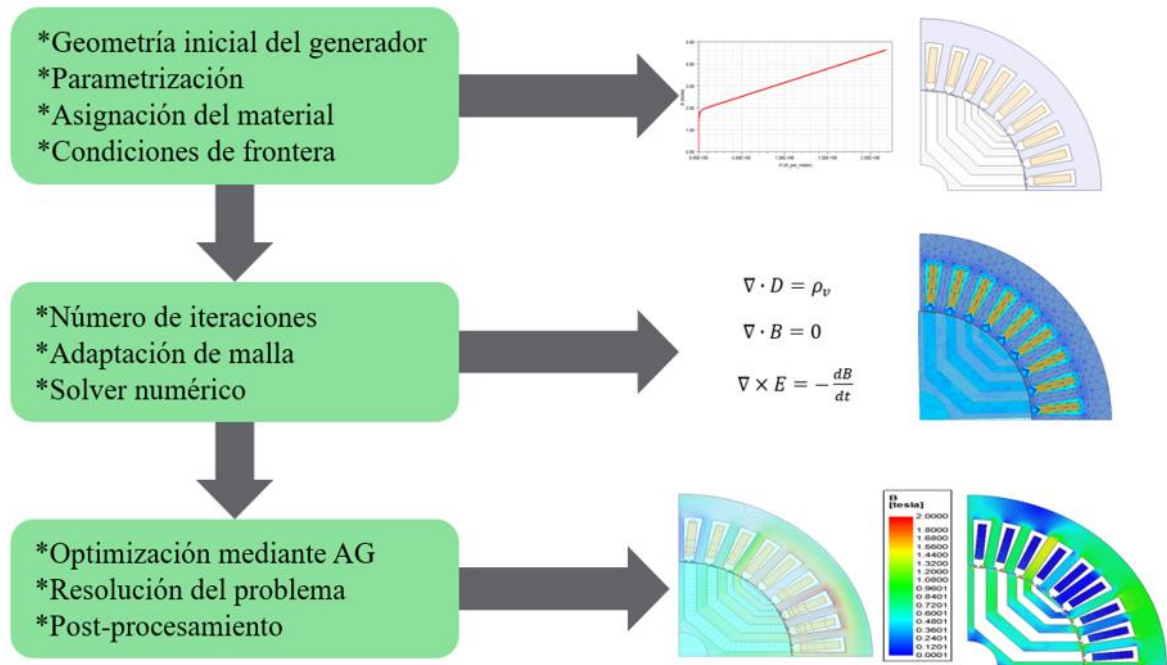 *Geometría inicial del generador
*Parametrización
*Asignación del material
*Condiciones de frontera
*Número de iteraciones
*Adaptación de malla
*Solver numérico
∇ · D = ρᵥ
∇ · B = 0
∇ × E = − dB/dt
*Optimización mediante AG
*Resolución del problema
*Post-procesamiento
B
[tesla]
2.0000
1.8000
1.6800
1.5600
1.4400
1.3200
1.2000
1.0800
0.9601
0.8401
0.7201
0.6001
0.4801
0.3601
0.2401
0.1201
0.0001